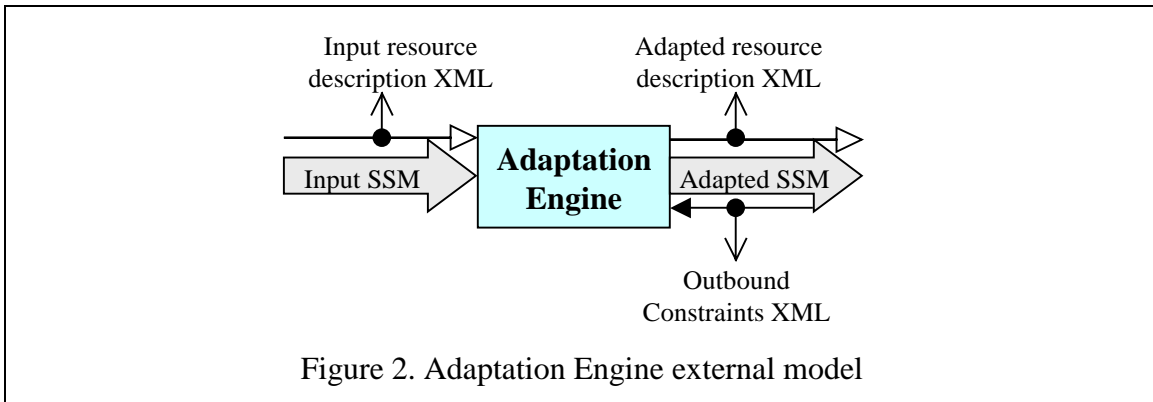 Input resource
description XML
Adapted resource
description XML
Input SSM
Adaptation
Engine
Adapted SSM
Outbound
Constraints XML
Figure 2. Adaptation Engine external model